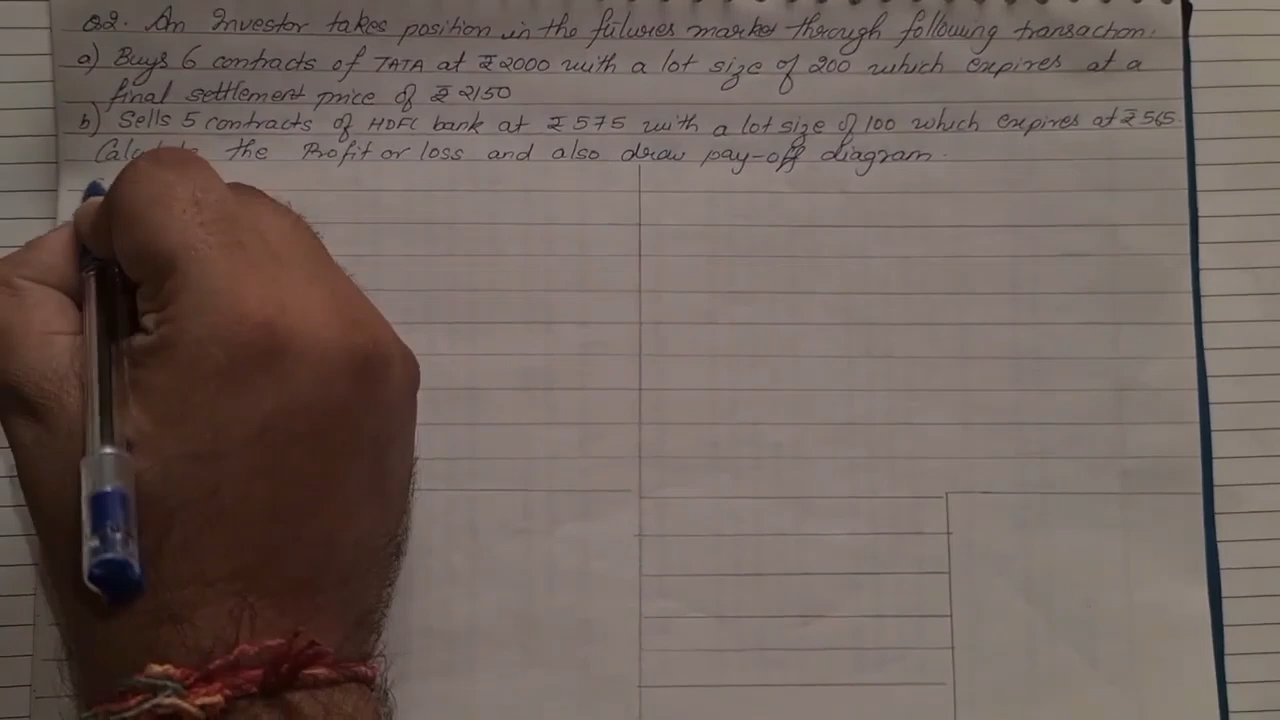 Q2. An Investor takes position in the futures market through following transaction.
a) Buys 6 contracts of TATA at ₹2000 with a lot size of 200 which expires at a
final settlement price of ₹2150
b) Sells 5 contracts of HDFC bank at ₹575 with a lot size of 100 which expires at ₹565.
the Profit or loss and also draw pay-off diagram.